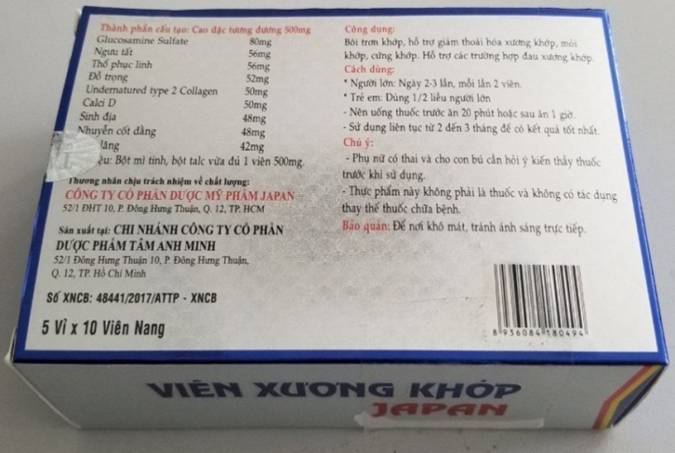 Thành phần cấu tạo: Cao đặc tương đương 500mg
Glucosamine Sulfate 80mg
Ngưu tất 56mg
Thổ phục linh 56mg
Đỗ trọng 52mg
Undernatured type 2 Collagen 50mg
Calci D 50mg
Sinh địa 48mg
Nhuyễn cốt đằng 48mg
42mg
Bột mì tinh, bột talc vừa đủ 1 viên 500mg.
Thương nhân chịu trách nhiệm về chất lượng:
CÔNG TY CỔ PHẦN DƯỢC MỸ PHẨM JAPAN
52/1 ĐHT 10, P. Đông Hưng Thuận, Q. 12, TP. HCM
Sản xuất tại: CHI NHÁNH CÔNG TY CỔ PHẦN
DƯỢC PHẨM TÂM ANH MINH
52/1 Đông Hưng Thuận 10, P. Đông Hưng Thuận,
Q. 12, TP. Hồ Chí Minh
Số XNCB: 48441/2017/ATTP - XNCB
5 Vỉ x 10 Viên Nang
Công dụng:
Bôi trơn khớp, hỗ trợ giảm thoái hóa xương khớp, mỏi
khớp, cứng khớp. Hỗ trợ các trường hợp đau xương khớp.
Cách dùng:
* Người lớn: Ngày 2-3 lần, mỗi lần 2 viên.
* Trẻ em: Dùng 1/2 liều người lớn
- Nên uống thuốc trước ăn 20 phút hoặc sau ăn 1 giờ.
- Sử dụng liên tục từ 2 đến 3 tháng để có kết quả tốt nhất.
Chú ý:
- Phụ nữ có thai và cho con bú cần hỏi ý kiến thầy thuốc
trước khi sử dụng.
- Thực phẩm này không phải là thuốc và không có tác dụng
thay thế thuốc chữa bệnh.
Bảo quản: Để nơi khô mát, tránh ánh sáng trực tiếp.
8 936084 180494
VIÊN XƯƠNG KHỚP
JAPAN